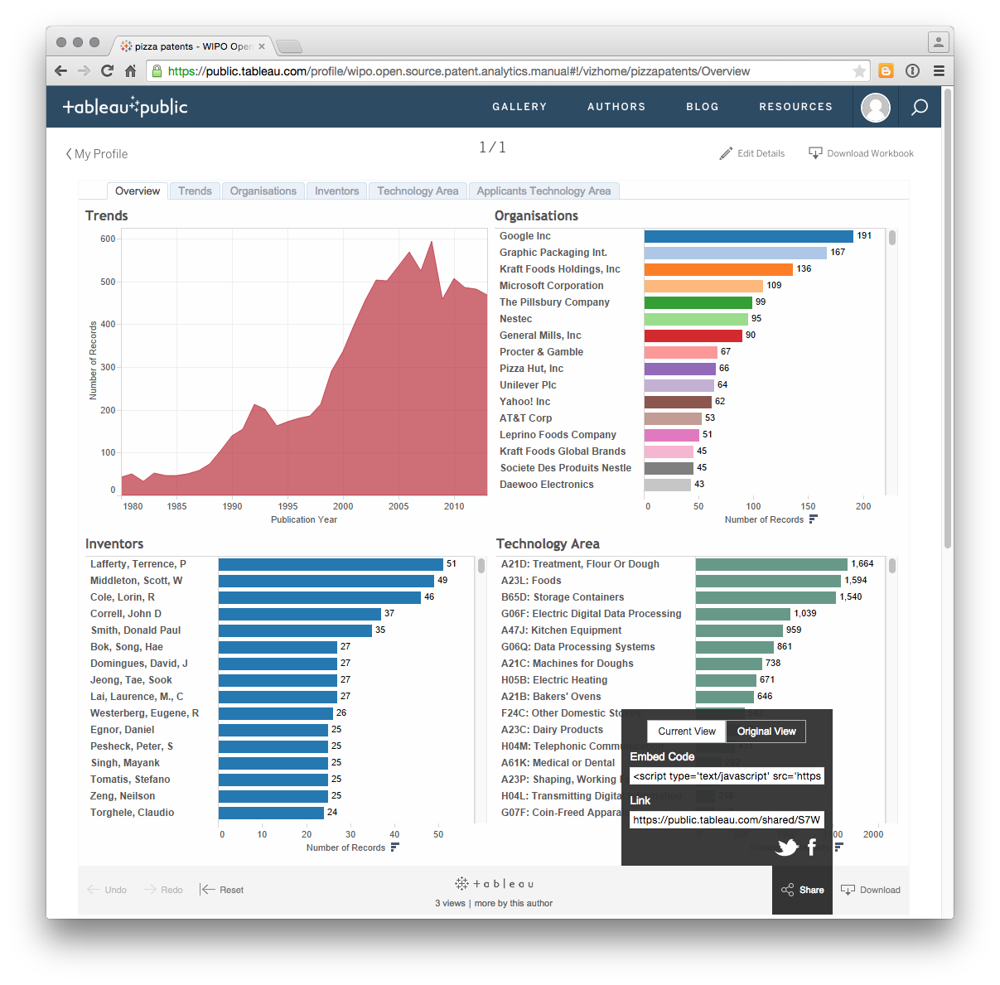 pizza patents - WIPO Open
https://public.tableau.com/profile/wipo.open.source.patent.analytics.manual#!/vizhome/pizzapatents/Overview
tableau public
GALLERY AUTHORS BLOG RESOURCES
My Profile
1/1
Edit Details Download Workbook
Overview Trends Organisations Inventors Technology Area Applicants Technology Area
Trends
600
500
400
300
200
100
0
Number of Records
1980 1985 1990 1995 2000 2005 2010
Publication Year
Organisations
Google Inc 191
Graphic Packaging Int. 167
Kraft Foods Holdings, Inc 136
Microsoft Corporation 109
The Pillsbury Company 99
Nestec 95
General Mills, Inc 90
Procter & Gamble 67
Pizza Hut, Inc 66
Unilever Plc 64
Yahoo! Inc 62
AT&T Corp 53
Leprino Foods Company 51
Kraft Foods Global Brands 45
Societe Des Produits Nestle 45
Daewoo Electronics 43
0 50 100 150 200
Number of Records
Inventors
Lafferty, Terrence, P 51
Middleton, Scott, W 49
Cole, Lorin, R 46
Correll, John D 37
Smith, Donald Paul 35
Bok, Song, Hae 27
Domingues, David, J 27
Jeong, Tae, Sook 27
Lai, Laurence, M., C 27
Westerberg, Eugene, R 26
Egnor, Daniel 25
Pesheck, Peter, S 25
Singh, Mayank 25
Tomatis, Stefano 25
Zeng, Neilson 25
Torghele, Claudio 24
0 10 20 30 40 50
Number of Records
Technology Area
A21D: Treatment, Flour Or Dough 1,664
A23L: Foods 1,594
B65D: Storage Containers 1,540
G06F: Electric Digital Data Processing 1,039
A47J: Kitchen Equipment 959
G06Q: Data Processing Systems 861
A21C: Machines for Doughs 738
H05B: Electric Heating 671
A21B: Bakers' Ovens 646
F24C: Other Domestic Stoves
A23C: Dairy Products
H04M: Telephonic Communication
A61K: Medical or Dental
A23P: Shaping, Working
H04L: Transmitting Digital Information
G07F: Coin-Freed
2000
Current View Original View
Embed Code
<script type='text/javascript' src='https
Link
https://public.tableau.com/shared/S7W
Undo Redo Reset
tableau
3 views | more by this author
Share Download